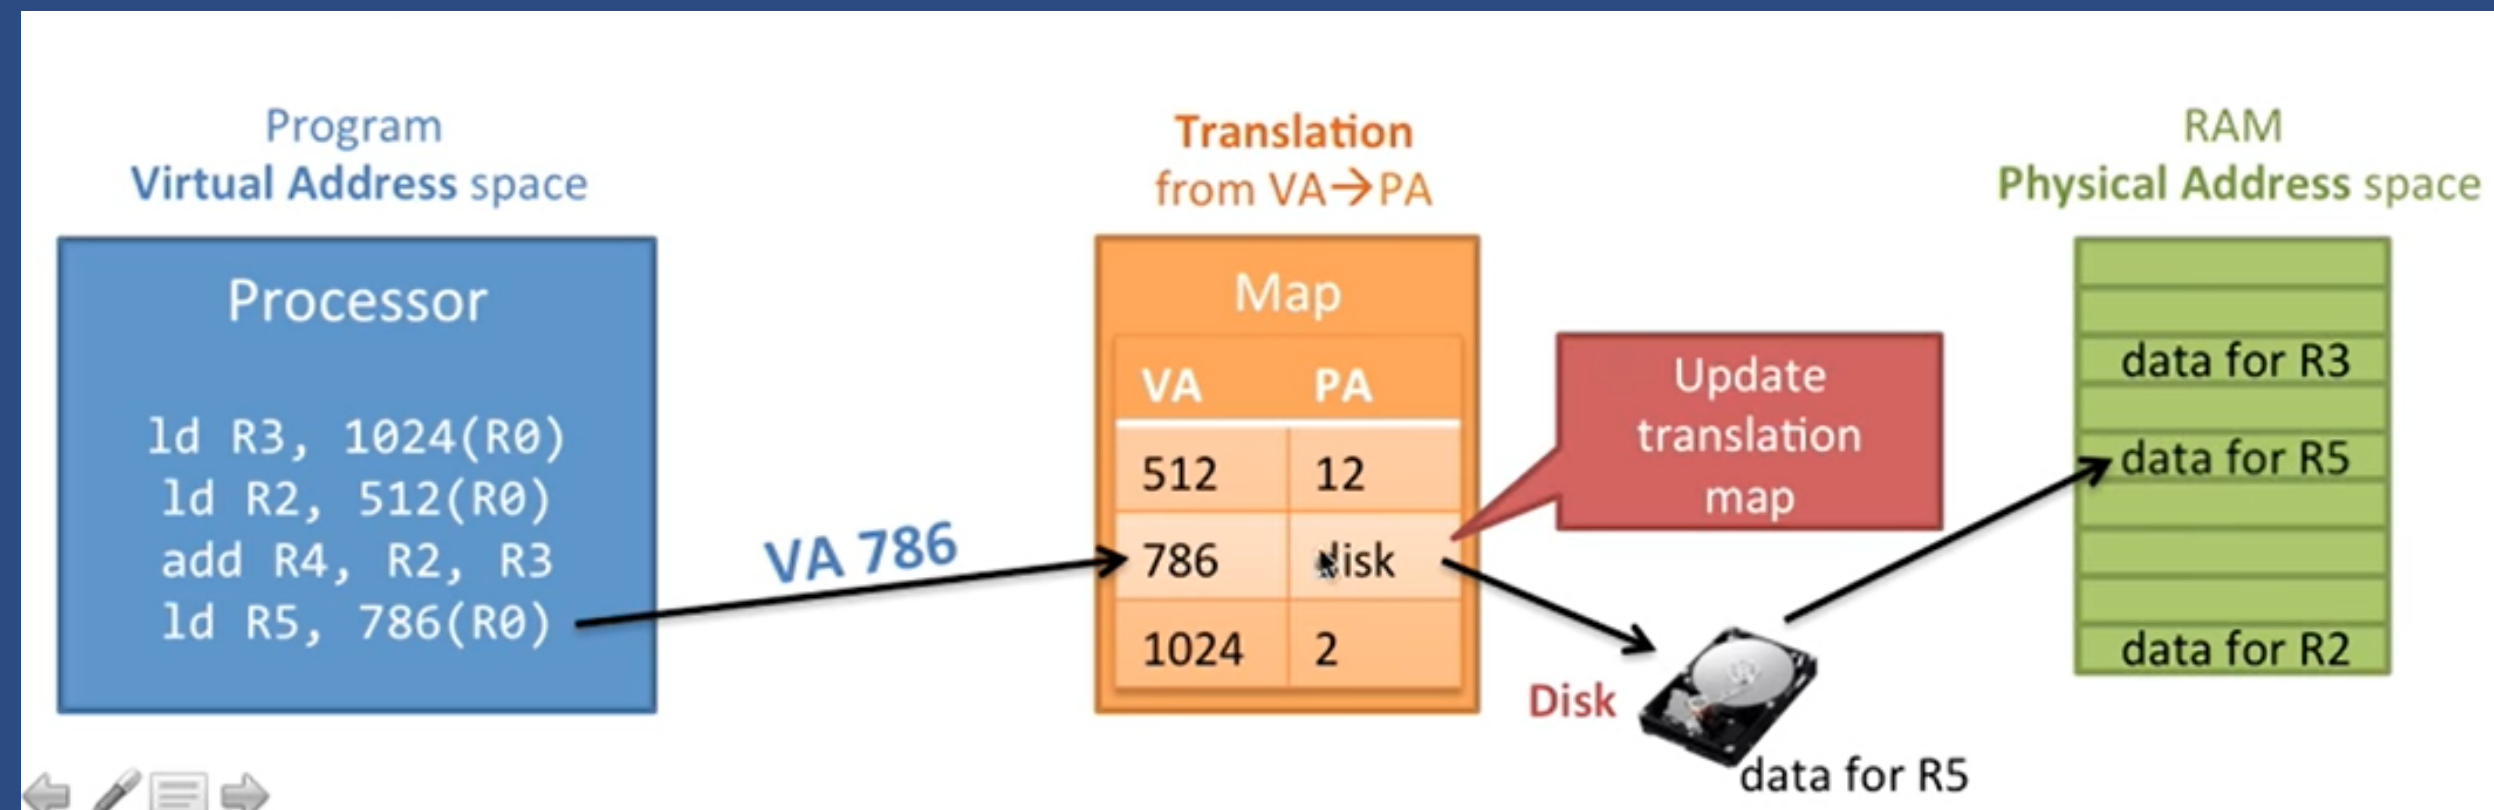 Program
Virtual Address space
Processor
ld R3, 1024(R0)
ld R2, 512(R0)
add R4, R2, R3
ld R5, 786(R0)
VA 786
Translation
from VA→PA
Map
VA PA
512 12
786 disk
1024 2
Update
translation
map
Disk
data for R5
RAM
Physical Address space
data for R3
data for R5
data for R2